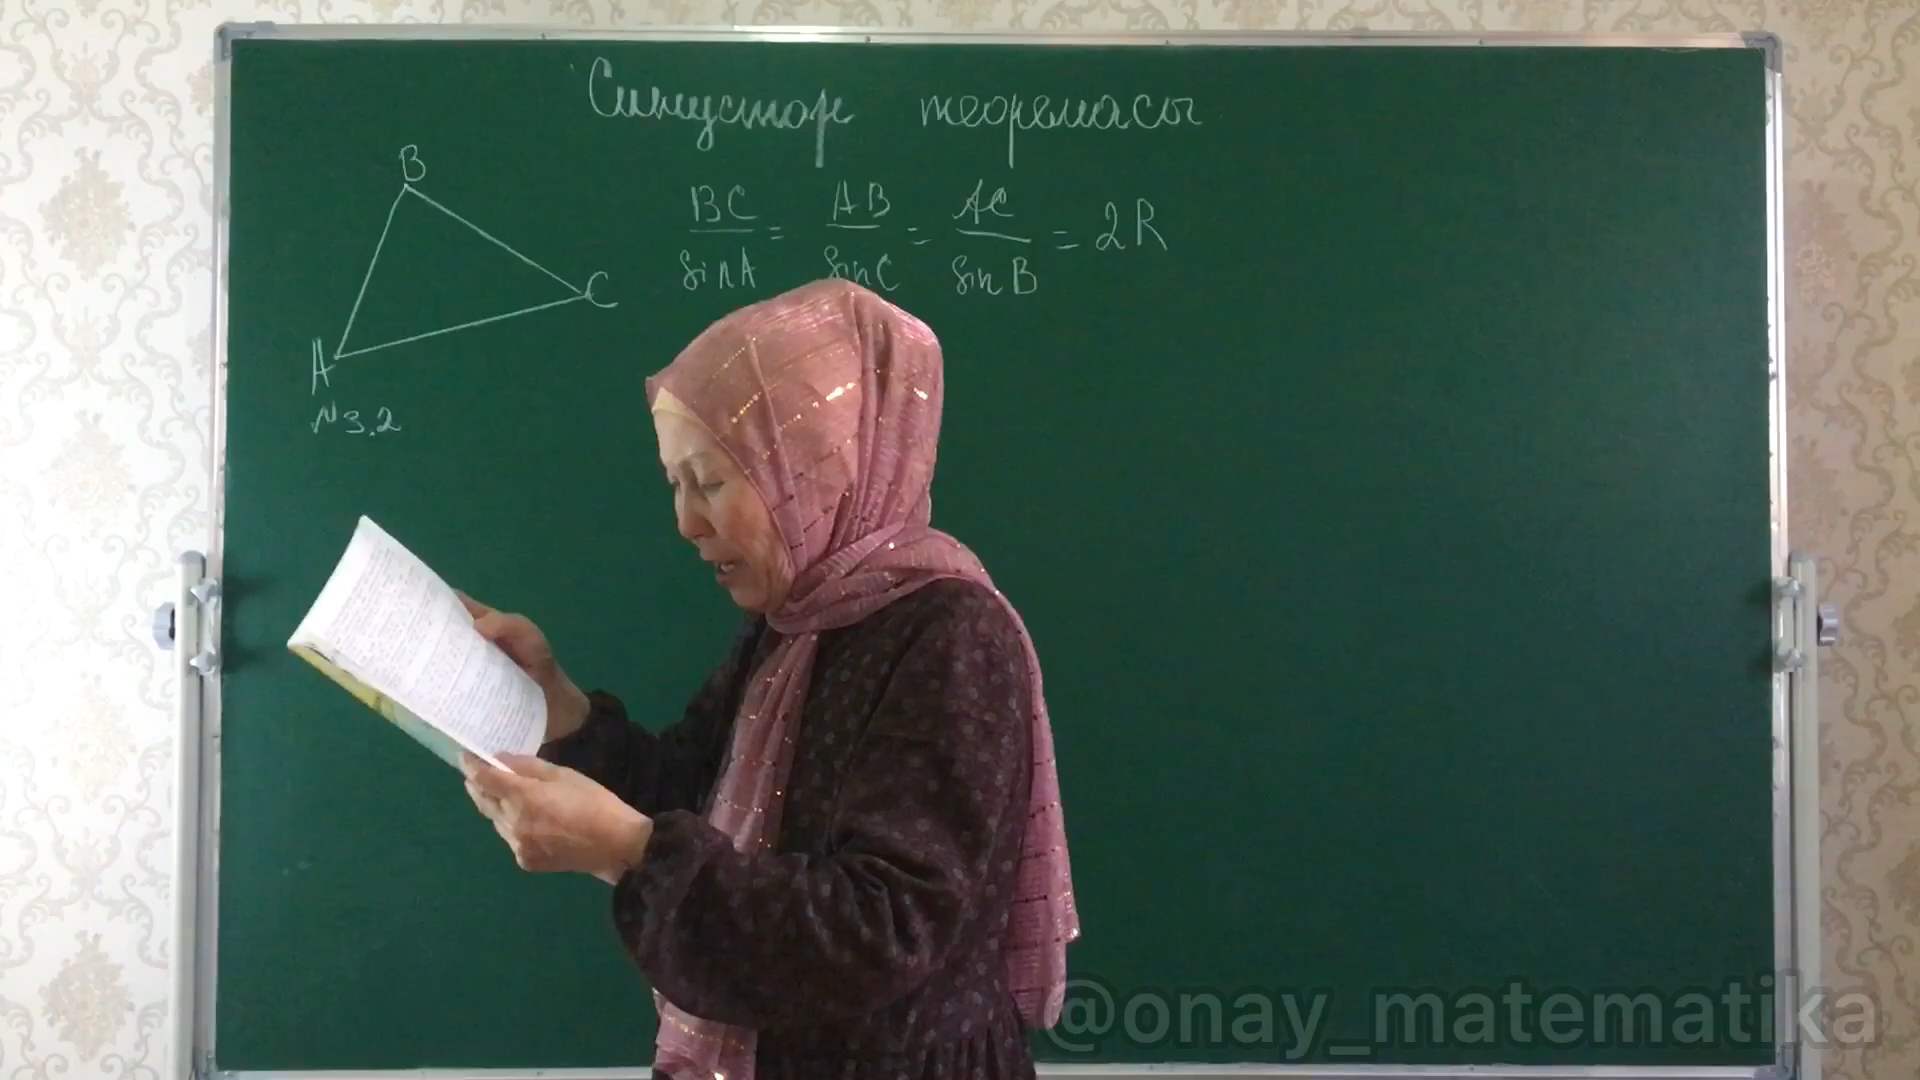 Синустар теоремасы
B
C
A
BC/sinA = AB/sinC = AC/sinB = 2R
№3.2
@onay_matematika